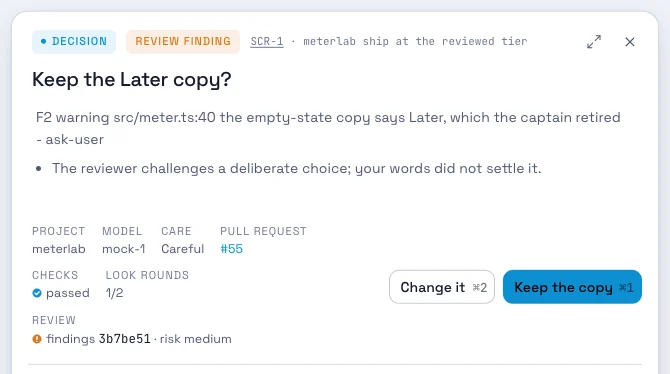 DECISION REVIEW FINDING SCR-1 · meterlab ship at the reviewed tier
Keep the Later copy?
F2 warning src/meter.ts:40 the empty-state copy says Later, which the captain retired
- ask-user
• The reviewer challenges a deliberate choice; your words did not settle it.
PROJECT MODEL CARE PULL REQUEST
meterlab mock-1 Careful #55
CHECKS LOOK ROUNDS
passed 1/2
Change it ⌘2 Keep the copy ⌘1
REVIEW
findings 3b7be51 · risk medium